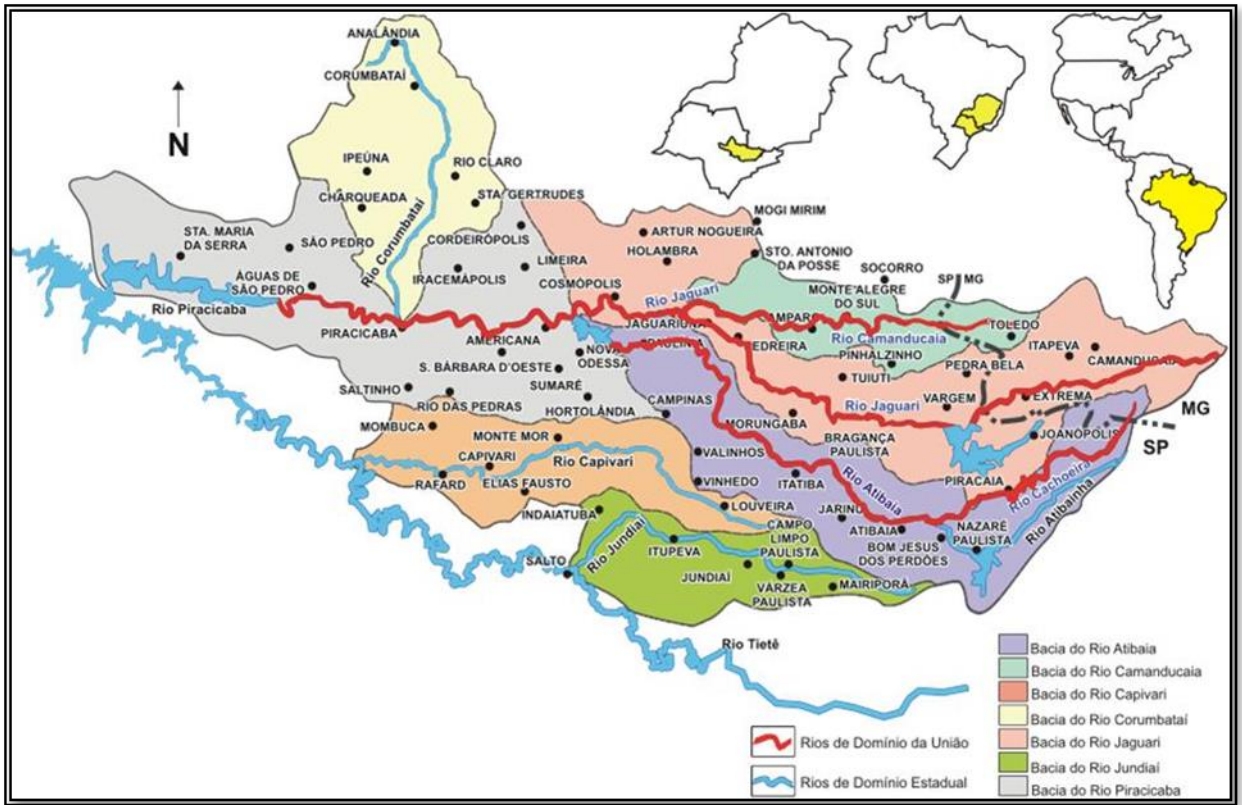 ANALÂNDIA
CORUMBATAÍ
N
IPEÚNA
RIO CLARO
CHARQUEADA
STA. GERTRUDES
MOGI MIRIM
STA. MARIA
DA SERRA
SÃO PEDRO
Rio Corumbataí
CORDEIRÓPOLIS
ARTUR NOGUEIRA
HOLAMBRA
STO. ANTONIO
DA POSSE
SOCORRO
SP
MG
ÁGUAS DE
SÃO PEDRO
IRACEMÁPOLIS
LIMEIRA
COSMÓPOLIS
Rio Jaguari
MONTE ALEGRE
DO SUL
Rio Piracicaba
PIRACICABA
AMERICANA
JAGUARIÚNA
PAULÍNIA
AMPARO
TOLEDO
Rio Camanducaia
PEDREIRA
PINHALZINHO
ITAPEVA
CAMANDUCAIA
NOVA
ODESSA
S. BÁRBARA D'OESTE
PEDRA BELA
TUIUTI
SALTINHO
SUMARÉ
RIO DAS PEDRAS
HORTOLÂNDIA
CAMPINAS
Rio Jaguari
VARGEM
EXTREMA
MG
SP
MOMBUCA
MONTE MOR
MORUNGABA
BRAGANÇA
PAULISTA
JOANÓPOLIS
CAPIVARI
Rio Capivari
VALINHOS
RAFARD
ELIAS FAUSTO
VINHEDO
ITATIBA
Rio Atibaia
PIRACAIA
Rio Cachoeira
Rio Atibainha
INDAIATUBA
LOUVEIRA
JARINU
ATIBAIA
NAZARÉ
PAULISTA
CAMPO
LIMPO
PAULISTA
BOM JESUS
DOS PERDÕES
SALTO
Rio Jundiaí
ITUPEVA
JUNDIAÍ
VÁRZEA
PAULISTA
MAIRIPORÃ
Rio Tietê
Rios de Domínio da União
Rios de Domínio Estadual
Bacia do Rio Atibaia
Bacia do Rio Camanducaia
Bacia do Rio Capivari
Bacia do Rio Corumbataí
Bacia do Rio Jaguari
Bacia do Rio Jundiaí
Bacia do Rio Piracicaba